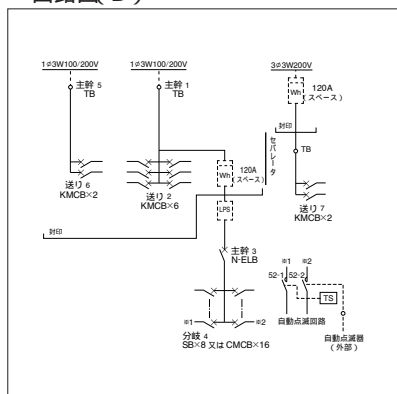 1φ3W100/200V
1φ3W100/200V
3φ3W200V
主幹 5
TB
主幹 1
TB
Wh
120A
(スペース)
封印
セパレータ
TB
送り 6
KMCB×2
送り 2
KMCB×6
Wh
120A
(スペース)
送り 7
KMCB×2
封印
LPS
主幹 3
N-ELB
※1
※2
52-1
52-2
TS
自動点滅回路
※1
※2
分岐 4
SB×8 又は CMCB×16
自動点滅器
(外部)